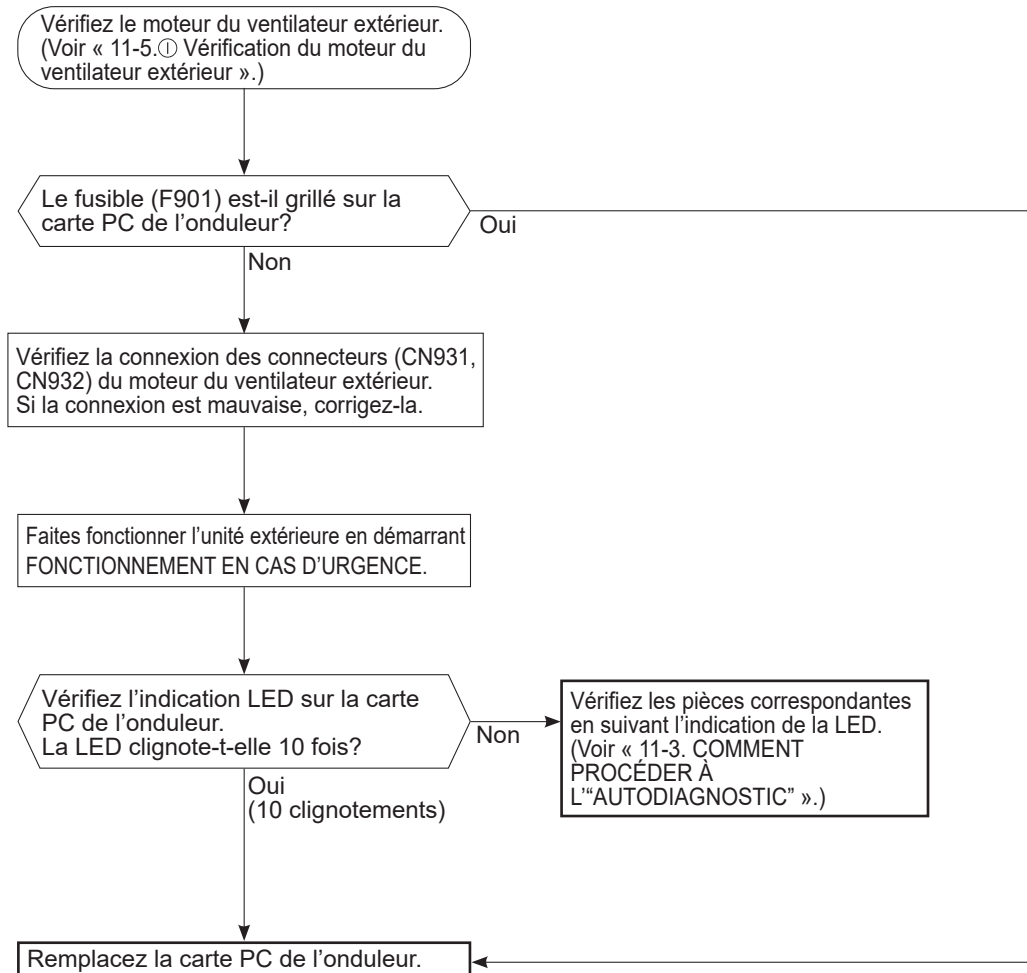 Vérifiez le moteur du ventilateur extérieur.
(Voir « 11-5.Ⓘ Vérification du moteur du
ventilateur extérieur ».)
Le fusible (F901) est-il grillé sur la
carte PC de l’onduleur?
Oui
Non
Vérifiez la connexion des connecteurs (CN931,
CN932) du moteur du ventilateur extérieur.
Si la connexion est mauvaise, corrigez-la.
Faites fonctionner l’unité extérieure en démarrant
FONCTIONNEMENT EN CAS D’URGENCE.
Vérifiez l’indication LED sur la carte
PC de l’onduleur.
La LED clignote-t-elle 10 fois?
Non
Vérifiez les pièces correspondantes
en suivant l’indication de la LED.
(Voir « 11-3. COMMENT
PROCÉDER À
L’“AUTODIAGNOSTIC” ».)
Oui
(10 clignotements)
Remplacez la carte PC de l’onduleur.